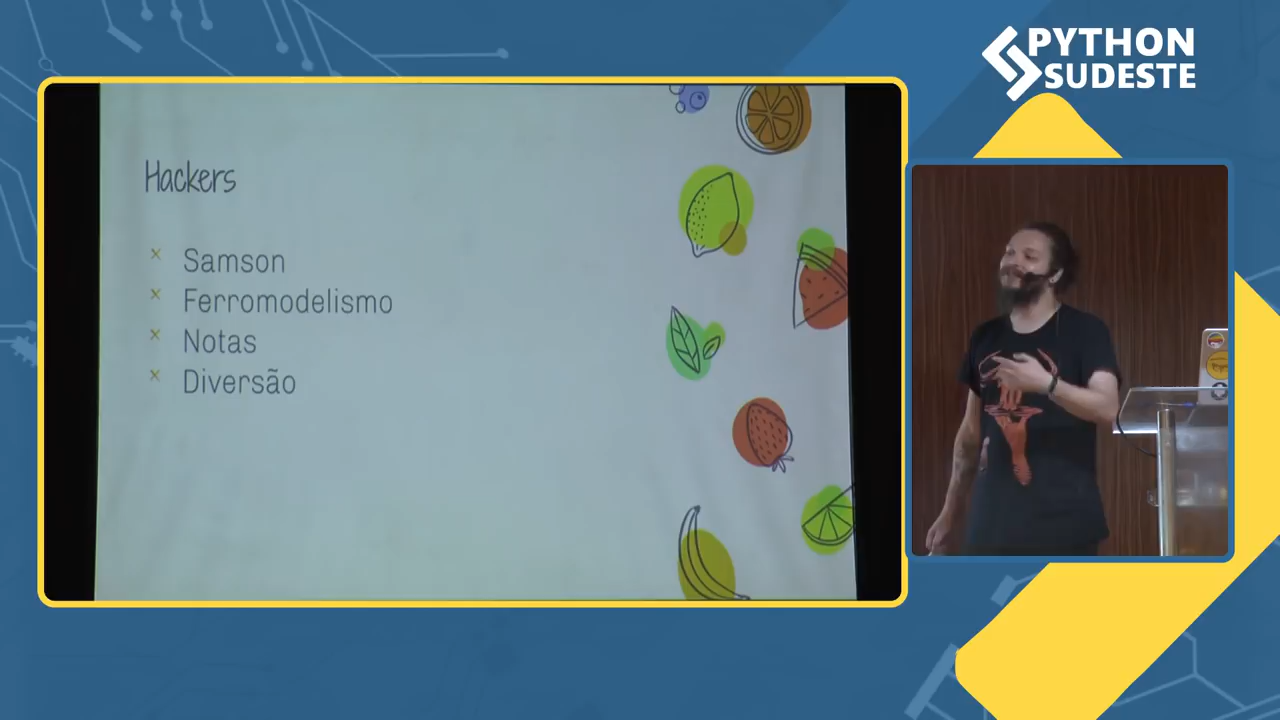 PYTHON
SUDESTE
Hackers
× Samson
× Ferromodelismo
× Notas
× Diversão